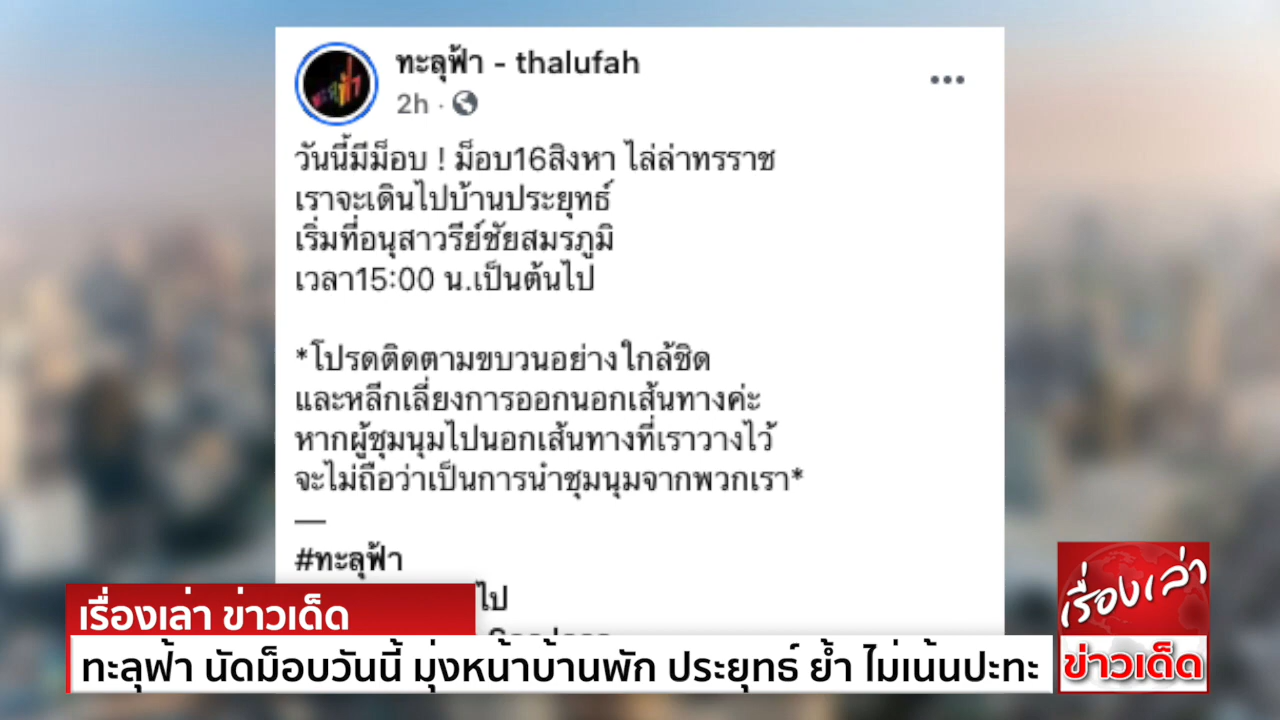 ทะลุฟ้า - thalufah
2h ·
วันนี้มีม็อบ ! ม็อบ16สิงหา ไล่ล่าทรราช
เราจะเดินไปบ้านประยุทธ์
เริ่มที่อนุสาวรีย์ชัยสมรภูมิ
เวลา15:00 น.เป็นต้นไป
*โปรดติดตามขบวนอย่างใกล้ชิด
และหลีกเลี่ยงการออกนอกเส้นทางค่ะ
หากผู้ชุมนุมไปนอกเส้นทางที่เราวางไว้
จะไม่ถือว่าเป็นการนำชุมนุมจากพวกเรา*
—
#ทะลุฟ้า
ไป
เรื่องเล่า ข่าวเด็ด
ทะลุฟ้า นัดม็อบวันนี้ มุ่งหน้าบ้านพัก ประยุทธ์ ย้ำ ไม่เน้นปะทะ
เรื่องเล่า
ข่าวเด็ด